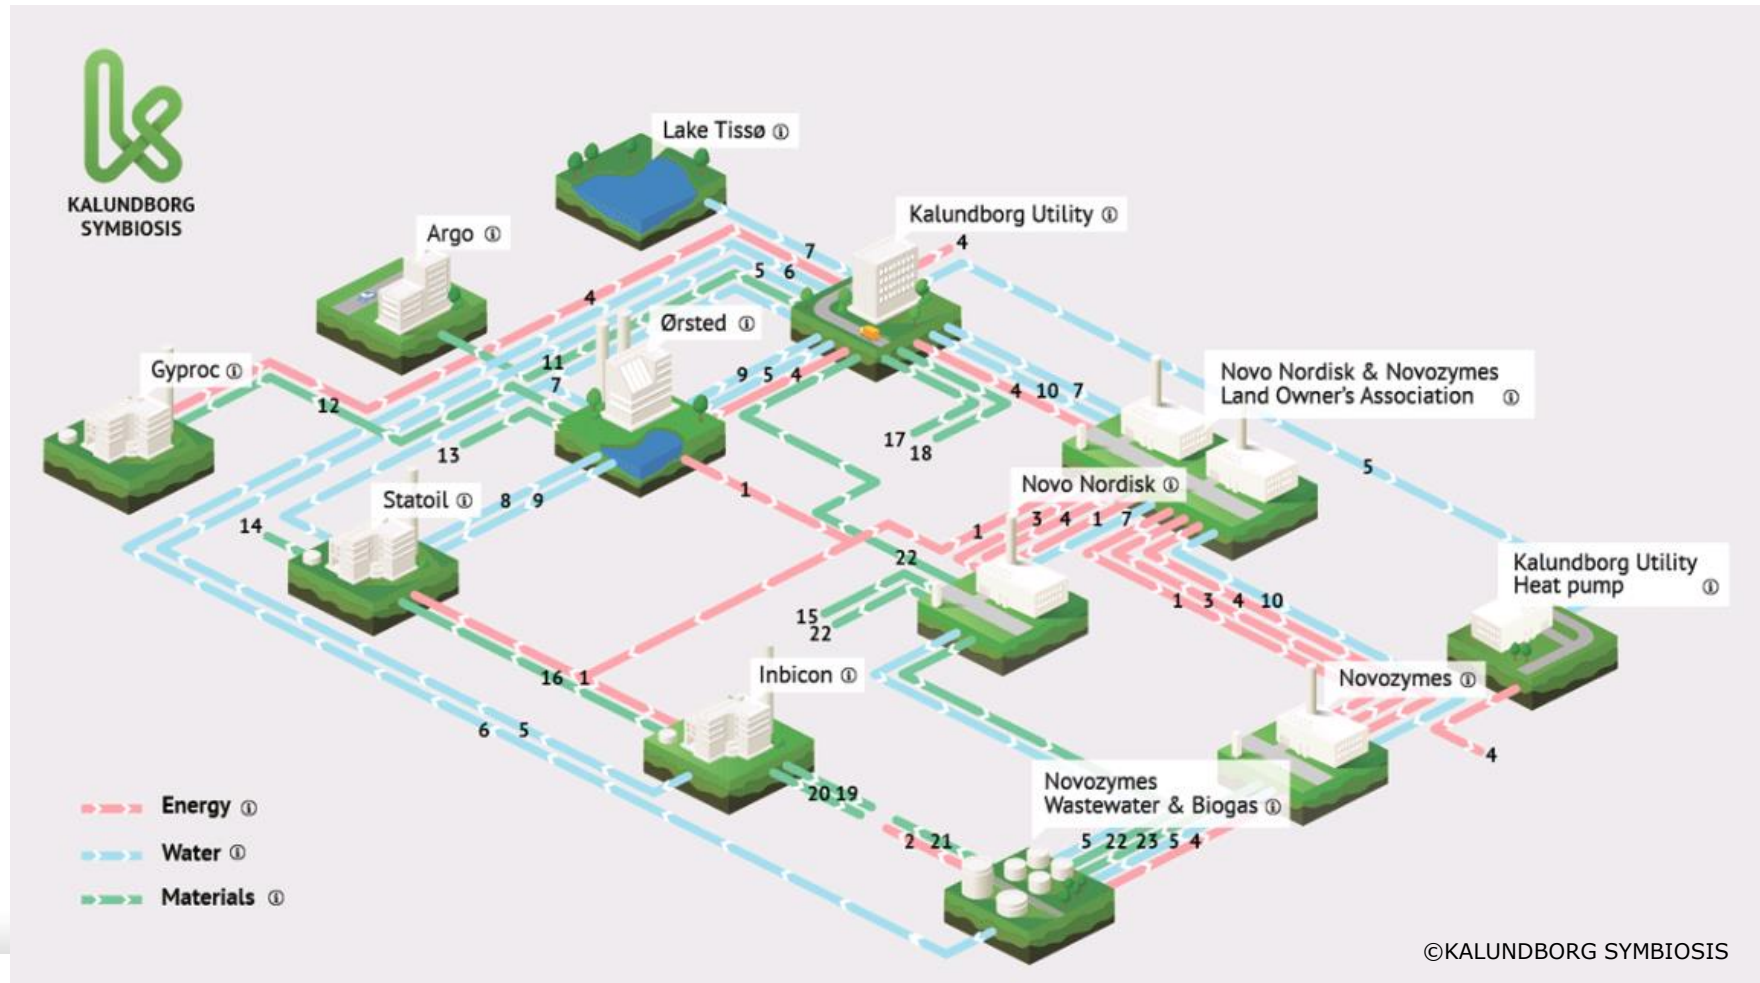 Lake Tissø
KALUNDBORG
SYMBIOSIS
Kalundborg Utility
Argo
4
7
5
6
4
Ørsted
11
7
Gyproc
12
9 5 4
Novo Nordisk & Novozymes
Land Owner's Association
4 10 7
17
18
13
5
Novo Nordisk
1
Statoil
8 9
14
1 3 4 1 7
22
Kalundborg Utility
Heat pump
15
22
1 3 4 10
Inbicon
16 1
Novozymes
6 5
4
Novozymes
Wastewater & Biogas
20 19
Energy
2 21
5 22 23 5 4
Water
Materials
©KALUNDBORG SYMBIOSIS